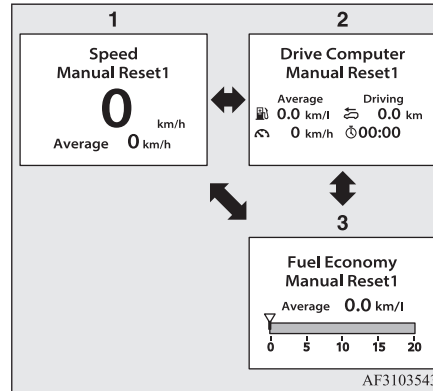 1
Speed
Manual Reset1
0
km/h
Average 0 km/h
2
Drive Computer
Manual Reset1
Average Driving
0.0 km/l 0.0 km
0 km/h 00:00
3
Fuel Economy
Manual Reset1
Average 0.0 km/l
0 5 10 15 20
AF3103543